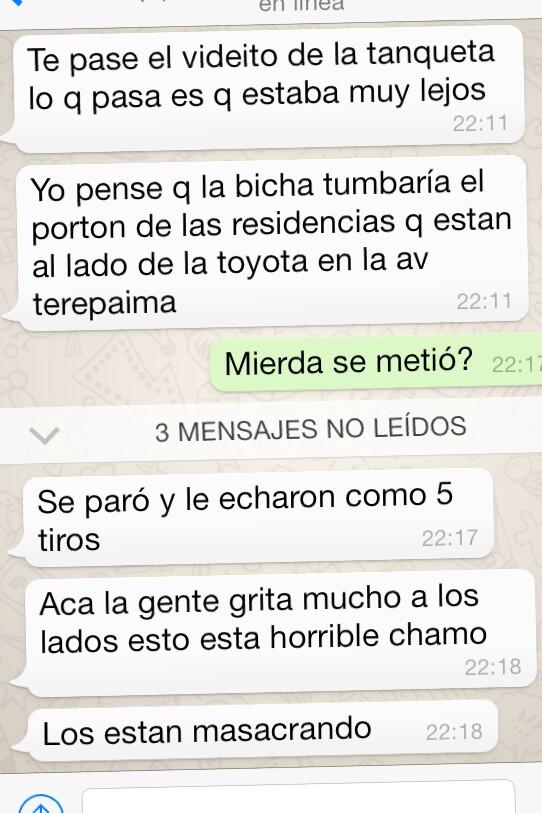 en línea
Te pase el videito de la tanqueta
lo q pasa es q estaba muy lejos
22:11
Yo pense q la bicha tumbaría el
porton de las residencias q estan
al lado de la toyota en la av
terepaima
22:11
Mierda se metió?
22:17
3 MENSAJES NO LEÍDOS
Se paró y le echaron como 5
tiros
22:17
Aca la gente grita mucho a los
lados esto esta horrible chamo
22:18
Los estan masacrando
22:18